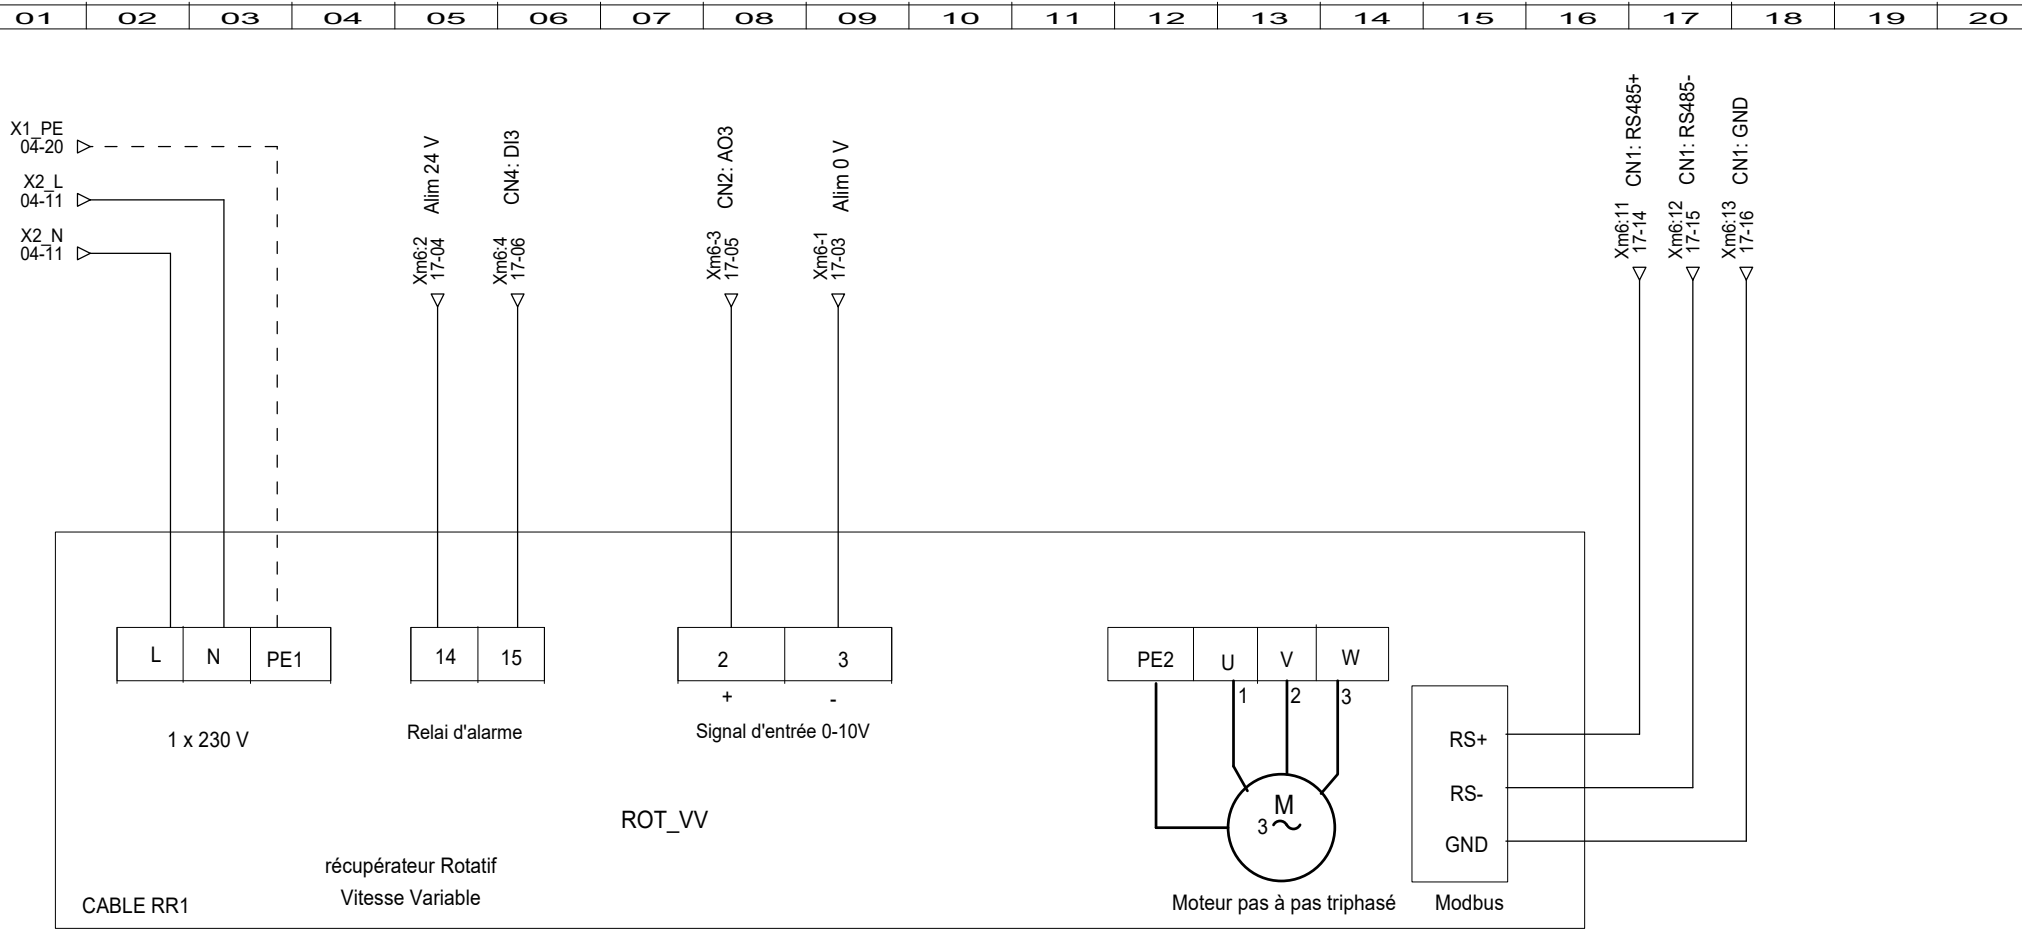 01 02 03 04 05 06 07 08 09 10 11 12 13 14 15 16 17 18 19 20
X1_PE
04-20
X2_L
04-11
X2_N
04-11
Alim 24 V
Xm6:2
17-04
CN4: DI3
Xm6:4
17-06
CN2: AO3
Xm6-3
17-05
Alim 0 V
Xm6-1
17-03
CN1: RS485+
Xm6:11
17-14
CN1: RS485-
Xm6:12
17-15
CN1: GND
Xm6:13
17-16
L N PE1
1 x 230 V
14 15
Relai d'alarme
2 3
+ -
Signal d'entrée 0-10V
PE2 U V W
1 2 3
M
3
Moteur pas à pas triphasé
RS+
RS-
GND
Modbus
ROT_VV
récupérateur Rotatif
Vitesse Variable
CABLE RR1